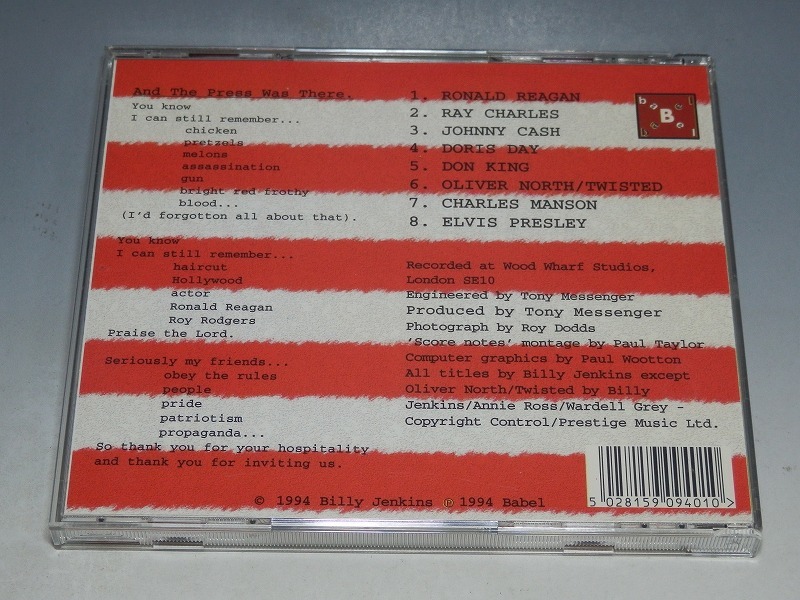 And The Press Was There.
You know
I can still remember...
chicken
pretzels
melons
assassination
gun
bright red frothy
blood...
(I'd forgotton all about that).
You know
I can still remember...
haircut
Hollywood
actor
Ronald Reagan
Roy Rodgers
Praise the Lord.
Seriously my friends...
obey the rules
people
pride
patriotism
propaganda...
So thank you for your hospitality
and thank you for inviting us.
1. RONALD REAGAN
2. RAY CHARLES
3. JOHNNY CASH
4. DORIS DAY
5. DON KING
6. OLIVER NORTH/TWISTED
7. CHARLES MANSON
8. ELVIS PRESLEY
Recorded at Wood Wharf Studios,
London SE10
Engineered by Tony Messenger
Produced by Tony Messenger
Photograph by Roy Dodds
'Score notes' montage by Paul Taylor
Computer graphics by Paul Wootton
All titles by Billy Jenkins except
Oliver North/Twisted by Billy
Jenkins/Annie Ross/Wardell Grey -
Copyright Control/Prestige Music Ltd.
B
© 1994 Billy Jenkins ℗ 1994 Babel
5 028159 094010 >